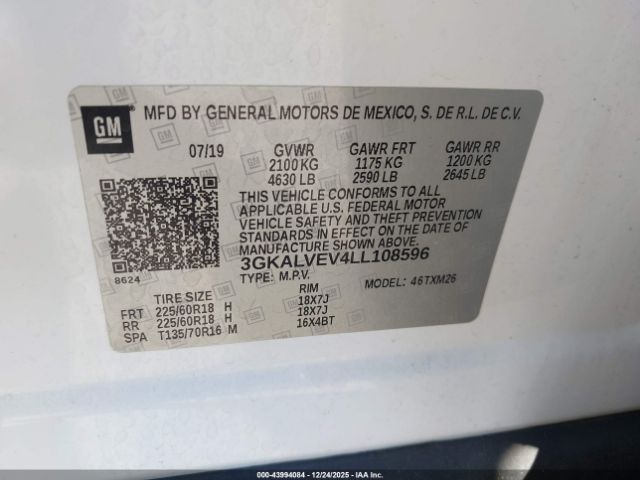 GM
MFD BY GENERAL MOTORS DE MEXICO, S. DE R.L. DE C.V.
07/19 GVWR GAWR FRT GAWR RR
2100 KG 1175 KG 1200 KG
4630 LB 2590 LB 2645 LB
THIS VEHICLE CONFORMS TO ALL
APPLICABLE U.S. FEDERAL MOTOR
VEHICLE SAFETY AND THEFT PREVENTION
STANDARDS IN EFFECT ON THE DATE OF
MANUFACTURE SHOWN ABOVE.
8624
3GKALVEV4LL108596
TYPE: M.P.V. MODEL: 46TXM26
TIRE SIZE RIM
FRT 225/60R18 H 18X7J
RR 225/60R18 H 18X7J
SPA T135/70R16 M 16X4BT
000-43994084 - 12/24/2025 - IAA, Inc.